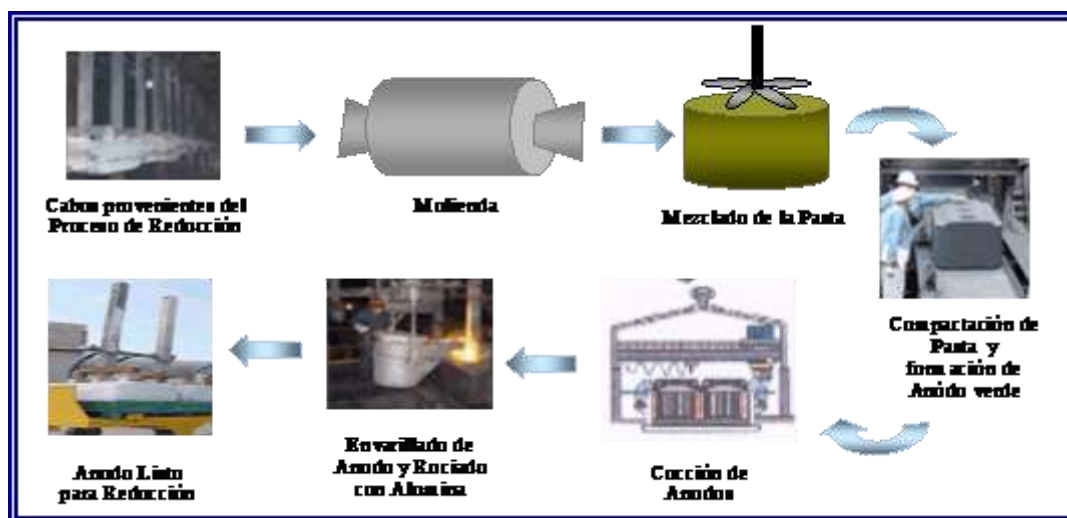 Cabos provenientes del
Proceso de Reducción
Molienda
Mezclado de la Pasta
Compactación de
Pasta y
formación de
Anódo verde
Cocción de
Anodos
Envarillado de
Anodo y Rociado
con Alumina
Anodo Listo
para Reducción